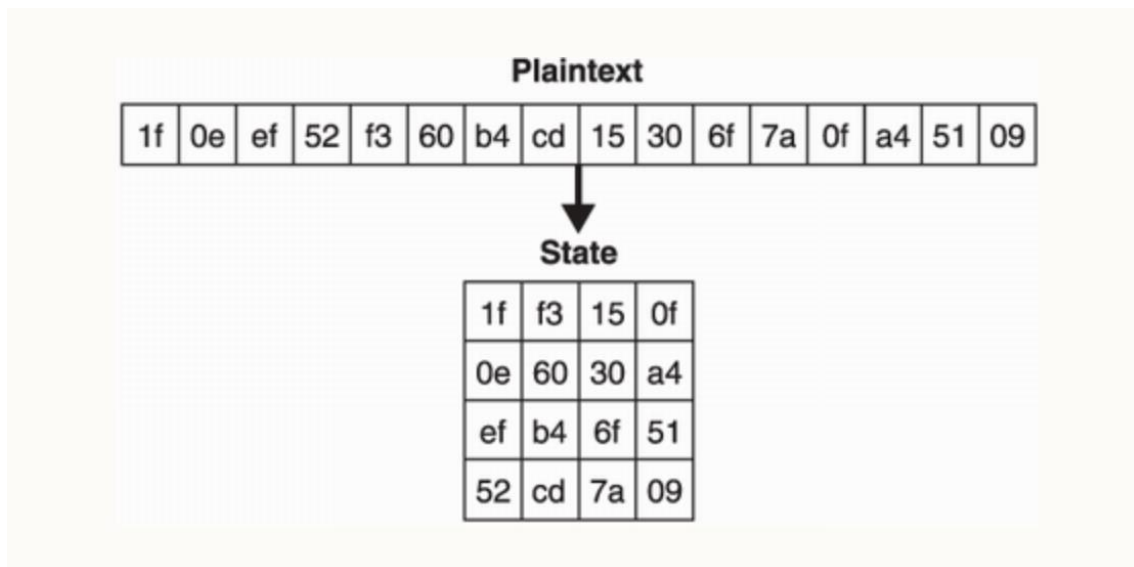 Plaintext
1f 0e ef 52 f3 60 b4 cd 15 30 6f 7a 0f a4 51 09
State
1f f3 15 0f
0e 60 30 a4
ef b4 6f 51
52 cd 7a 09